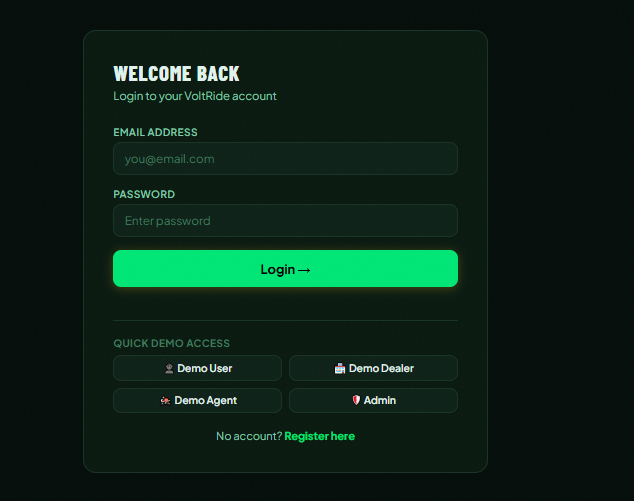 WELCOME BACK
Login to your VoltRide account
EMAIL ADDRESS
you@email.com
PASSWORD
Enter password
Login →
QUICK DEMO ACCESS
Demo User
Demo Dealer
Demo Agent
Admin
No account? Register here